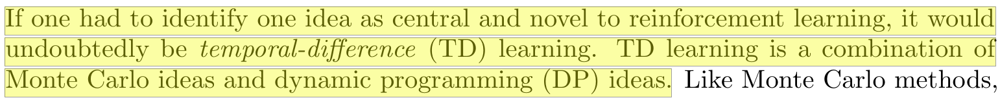 If one had to identify one idea as central and novel to reinforcement learning, it would
undoubtedly be temporal-difference (TD) learning. TD learning is a combination of
Monte Carlo ideas and dynamic programming (DP) ideas. Like Monte Carlo methods,